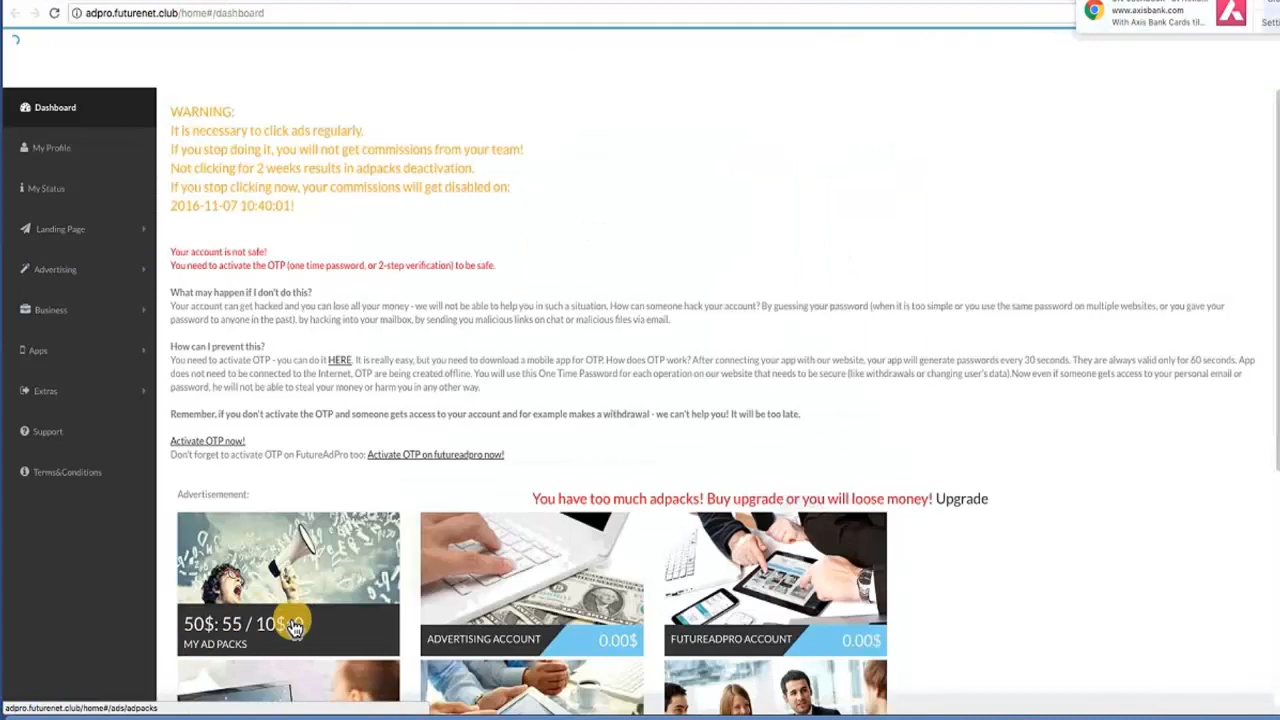 adpro.futurenet.club/home#/dashboard
www.axisbank.com
With Axis Bank Cards til...
Dashboard
My Profile
My Status
Landing Page
Advertising
Business
Apps
Extras
Support
Terms&Conditions
WARNING:
It is necessary to click ads regularly.
If you stop doing it, you will not get commissions from your team!
Not clicking for 2 weeks results in adpacks deactivation.
If you stop clicking now, your commissions will get disabled on:
2016-11-07 10:40:01!
Your account is not safe!
You need to activate the OTP (one time password, or 2-step verification) to be safe.
What may happen if I don't do this?
Your account can get hacked and you can lose all your money - we will not be able to help you in such a situation. How can someone hack your account? By guessing your password (when it is too simple or you use the same password on multiple websites, or you gave your
password to anyone in the past), by hacking into your mailbox, by sending you malicious links on chat or malicious files via email.
How can I prevent this?
You need to activate OTP - you can do it HERE. It is really easy, but you need to download a mobile app for OTP. How does OTP work? After connecting your app with our website, your app will generate passwords every 30 seconds. They are always valid only for 60 seconds. App
does not need to be connected to the Internet, OTP are being created offline. You will use this One Time Password for each operation on our website that needs to be secure (like withdrawals or changing user's data).Now even if someone gets access to your personal email or
password, he will not be able to steal your money or harm you in any other way.
Remember, if you don't activate the OTP and someone gets access to your account and for example makes a withdrawal - we can't help you! It will be too late.
Activate OTP now!
Don't forget to activate OTP on FutureAdPro too: Activate OTP on futureadpro now!
Advertisemement:
You have too much adpacks! Buy upgrade or you will loose money! Upgrade
50$: 55 / 10$
MY AD PACKS
ADVERTISING ACCOUNT 0.00$
FUTUREADPRO ACCOUNT 0.00$
adpro.futurenet.club/home#/ads/adpacks